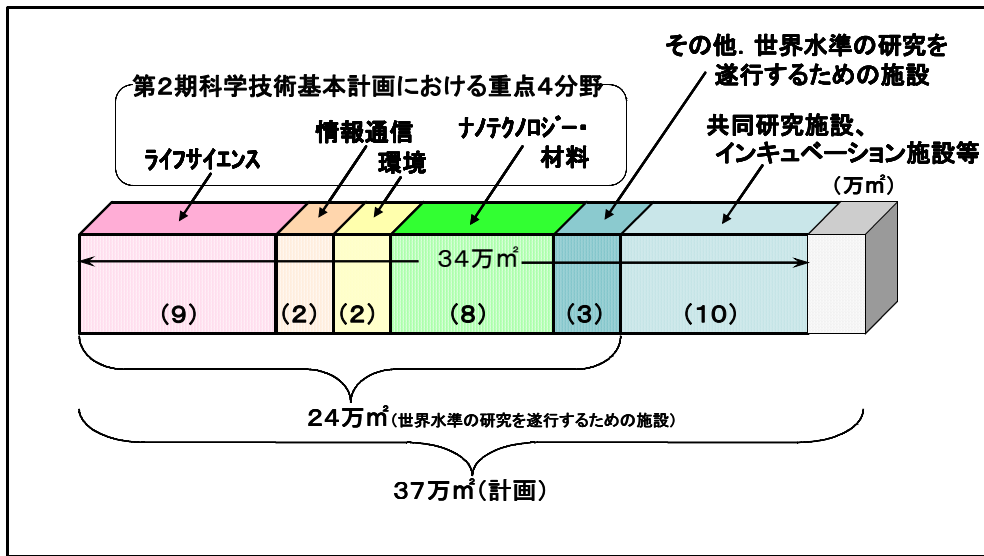 その他．世界水準の研究を
遂行するための施設
第2期科学技術基本計画における重点4分野
情報通信
ナノテクノロジー・
材料
共同研究施設、
インキュベーション施設等
ライフサイエンス
環境
（万㎡）
34万㎡
（9）
（2）
（2）
（8）
（3）
（10）
24万㎡（世界水準の研究を遂行するための施設）
37万㎡（計画）